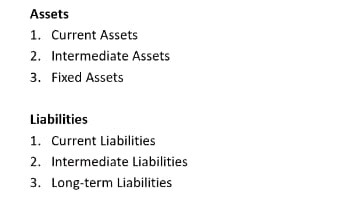 Assets
1. Current Assets
2. Intermediate Assets
3. Fixed Assets
Liabilities
1. Current Liabilities
2. Intermediate Liabilities
3. Long-term Liabilities